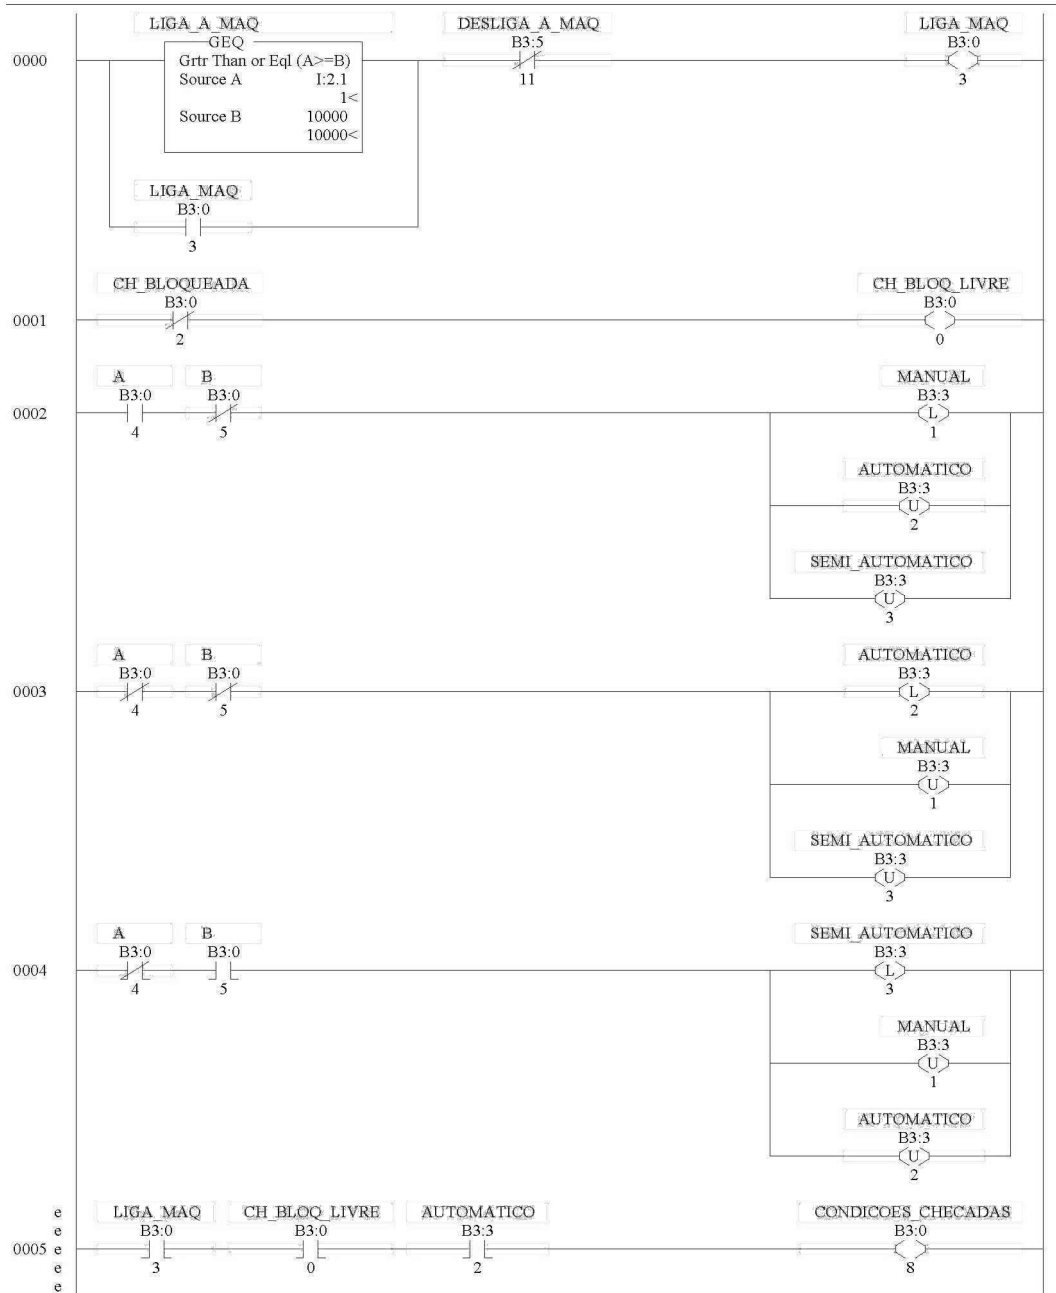 LIGA_A_MAQ DESLIGA_A_MAQ LIGA_MAQ
GEQ B3:5 B3:0
0000 Grtr Than or Eql (A>=B)
Source A I:2.1 11 3
1<
Source B 10000
10000<
LIGA_MAQ
B3:0
3
CH_BLOQUEADA CH_BLOQ_LIVRE
B3:0 B3:0
0001
2 0
A B MANUAL
B3:0 B3:0 B3:3
0002 L
4 5 1
AUTOMATICO
B3:3
U
2
SEMI_AUTOMATICO
B3:3
U
3
A B AUTOMATICO
B3:0 B3:0 B3:3
0003 L
4 5 2
MANUAL
B3:3
U
1
SEMI_AUTOMATICO
B3:3
U
3
A B SEMI_AUTOMATICO
B3:0 B3:0 B3:3
0004 L
4 5 3
MANUAL
B3:3
U
1
AUTOMATICO
B3:3
U
2
e LIGA_MAQ CH_BLOQ_LIVRE AUTOMATICO CONDICOES_CHECADAS
e B3:0 B3:0 B3:3 B3:0
0005 e
e 3 0 2 8
e